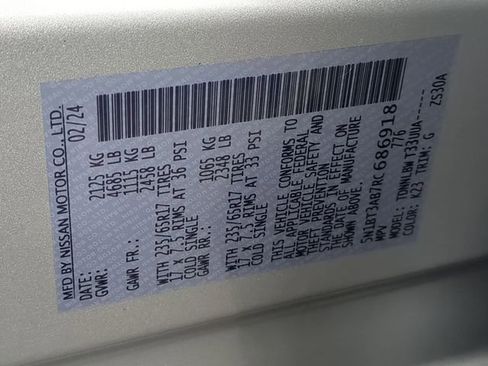 MFD BY NISSAN MOTOR CO., LTD.
DATE: 02/24
GVWR: 2125 KG
4685 LB
GAWR FR.: 1115 KG
2458 LB
WITH 235/65R17 TIRES
17 X 7.5 RIMS AT 36 PSI
COLD SINGLE
GAWR RR.: 1065 KG
2348 LB
WITH 235/65R17 TIRES
17 X 7.5 RIMS AT 33 PSI
COLD SINGLE
THIS VEHICLE CONFORMS TO
ALL APPLICABLE FEDERAL
MOTOR VEHICLE SAFETY AND
THEFT PREVENTION
STANDARDS IN EFFECT ON
THE DATE OF MANUFACTURE
SHOWN ABOVE.
5N1BT3AB7RC686918
MPV 776
MODEL: TDWNLBW T33UUA------
COLOR: K23 TRIM: G ZS30A